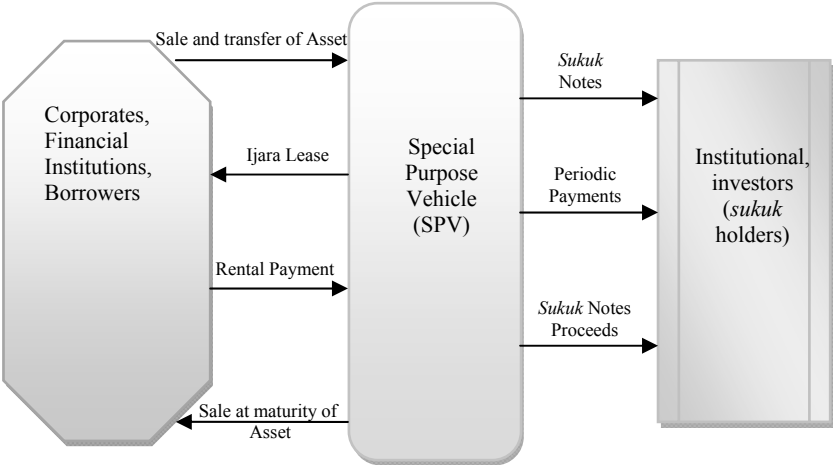 Sale and transfer of Asset
Corporates,
Financial
Institutions,
Borrowers
Ijara Lease
Rental Payment
Sale at maturity of
Asset
Special
Purpose
Vehicle
(SPV)
Sukuk
Notes
Periodic
Payments
Sukuk Notes
Proceeds
Institutional,
investors
(sukuk
holders)